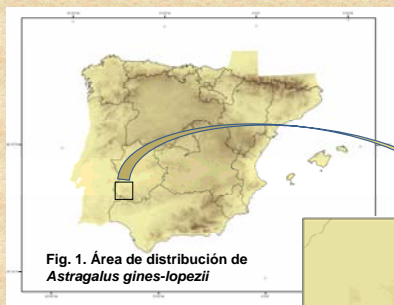 Fig. 1. Área de distribución de
Astragalus gines-lopezii